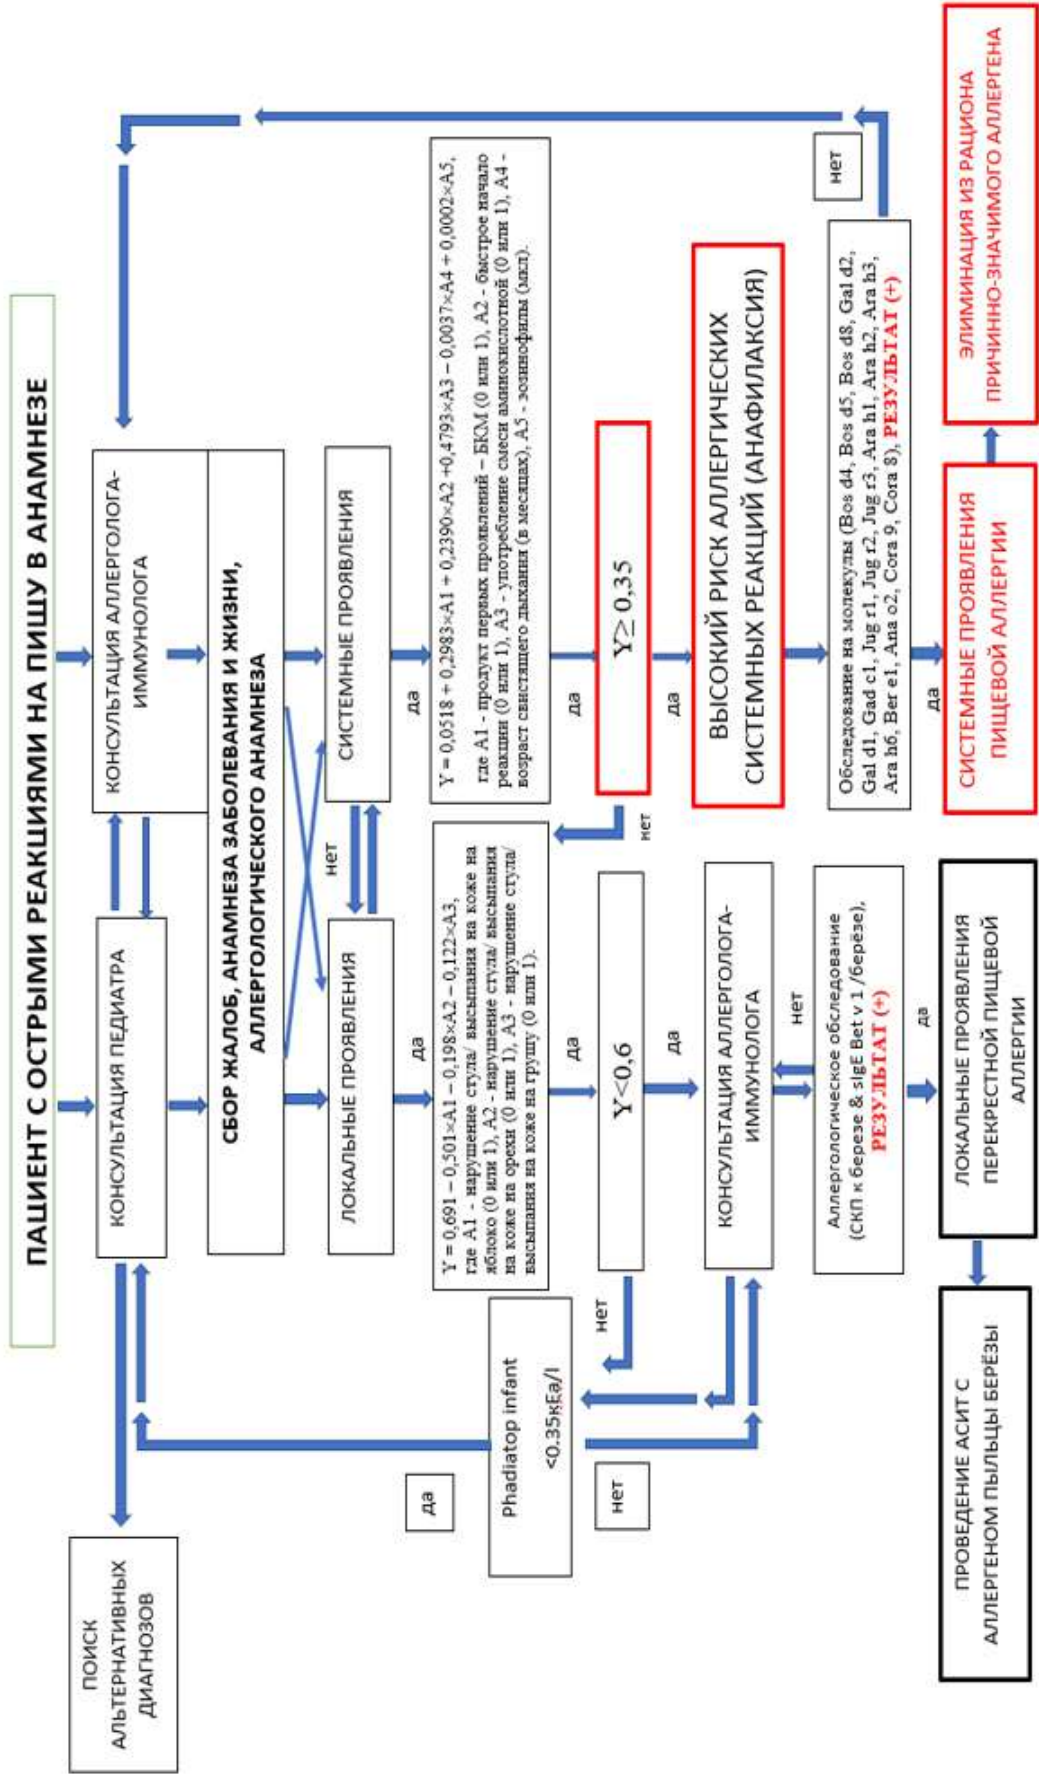 ПАЦИЕНТ С ОСТРЫМИ РЕАКЦИЯМИ НА ПИЩУ В АНАМНЕЗЕ
ПОИСК
АЛЬТЕРНАТИВНЫХ
ДИАГНОЗОВ
КОНСУЛЬТАЦИЯ ПЕДИАТРА
КОНСУЛЬТАЦИЯ АЛЛЕРГОЛОГА-
ИММУНОЛОГА
СБОР ЖАЛОБ, АНАМНЕЗА ЗАБОЛЕВАНИЯ И ЖИЗНИ,
АЛЛЕРГОЛОГИЧЕСКОГО АНАМНЕЗА
ЛОКАЛЬНЫЕ ПРОЯВЛЕНИЯ
нет
СИСТЕМНЫЕ ПРОЯВЛЕНИЯ
да
да
да
Y = 0,691 – 0,501×A1 – 0,198×A2 – 0,122×A3,
где A1 - нарушение стула/ высыпания на коже на
яблоко (0 или 1), A2 - нарушение стула/ высыпания
на коже на орехи (0 или 1), A3 - нарушение стула/
высыпания на коже на грушу (0 или 1).
Y = 0,0518 + 0,2983×A1 + 0,2390×A2 +0,4793×A3 – 0,0037×A4 + 0,0002×A5,
где A1 - продукт первых проявлений – БКМ (0 или 1), A2 - быстрое начало
реакции (0 или 1), A3 - употребление смеси аминокислотной (0 или 1), A4 -
возраст свистящего дыхания (в месяцах), A5 - эозинофилы (мкл).
Phadiatop infant
<0.35кЕа/l
нет
да
нет
да
Y<0,6
Y≥ 0,35
нет
да
да
нет
КОНСУЛЬТАЦИЯ АЛЛЕРГОЛОГА-
ИММУНОЛОГА
ВЫСОКИЙ РИСК АЛЛЕРГИЧЕСКИХ
СИСТЕМНЫХ РЕАКЦИЙ (АНАФИЛАКСИЯ)
нет
Аллергологическое обследование
(СКП к березе & sIgE Bet v 1 /берёзе),
РЕЗУЛЬТАТ (+)
Обследование на молекулы (Bos d4, Bos d5, Bos d8, Gal d2,
Gal d1, Gad c1, Jug r1, Jug r2, Jug r3, Ara h1, Ara h2, Ara h3,
Ara h6, Ber e1, Ana o2, Cora 9, Cora 8), РЕЗУЛЬТАТ (+)
да
да
ПРОВЕДЕНИЕ АСИТ С
АЛЛЕРГЕНОМ ПЫЛЬЦЫ БЕРЁЗЫ
ЛОКАЛЬНЫЕ ПРОЯВЛЕНИЯ
ПЕРЕКРЕСТНОЙ ПИЩЕВОЙ
АЛЛЕРГИИ
СИСТЕМНЫЕ ПРОЯВЛЕНИЯ
ПИЩЕВОЙ АЛЛЕРГИИ
ЭЛИМИНАЦИЯ ИЗ РАЦИОНА
ПРИЧИННО-ЗНАЧИМОГО АЛЛЕРГЕНА